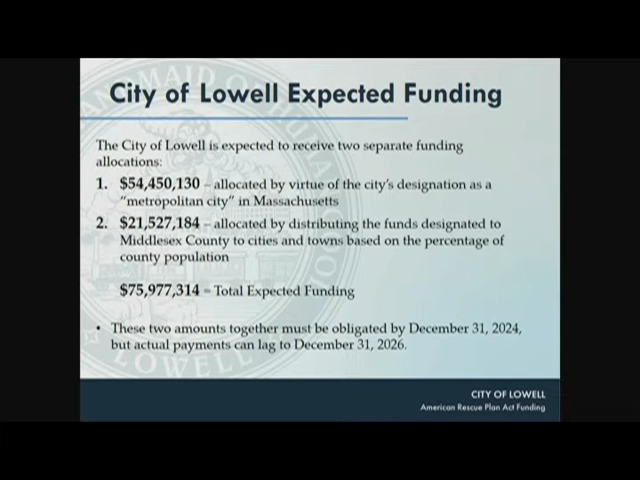 City of Lowell Expected Funding
The City of Lowell is expected to receive two separate funding
allocations:
1. $54,450,130 – allocated by virtue of the city's designation as a
"metropolitan city" in Massachusetts
2. $21,527,184 – allocated by distributing the funds designated to
Middlesex County to cities and towns based on the percentage of
county population
$75,977,314 – Total Expected Funding
• These two amounts together must be obligated by December 31, 2024,
but actual payments can lag to December 31, 2026.
LOWELL
CITY OF LOWELL
American Rescue Plan Act Funding